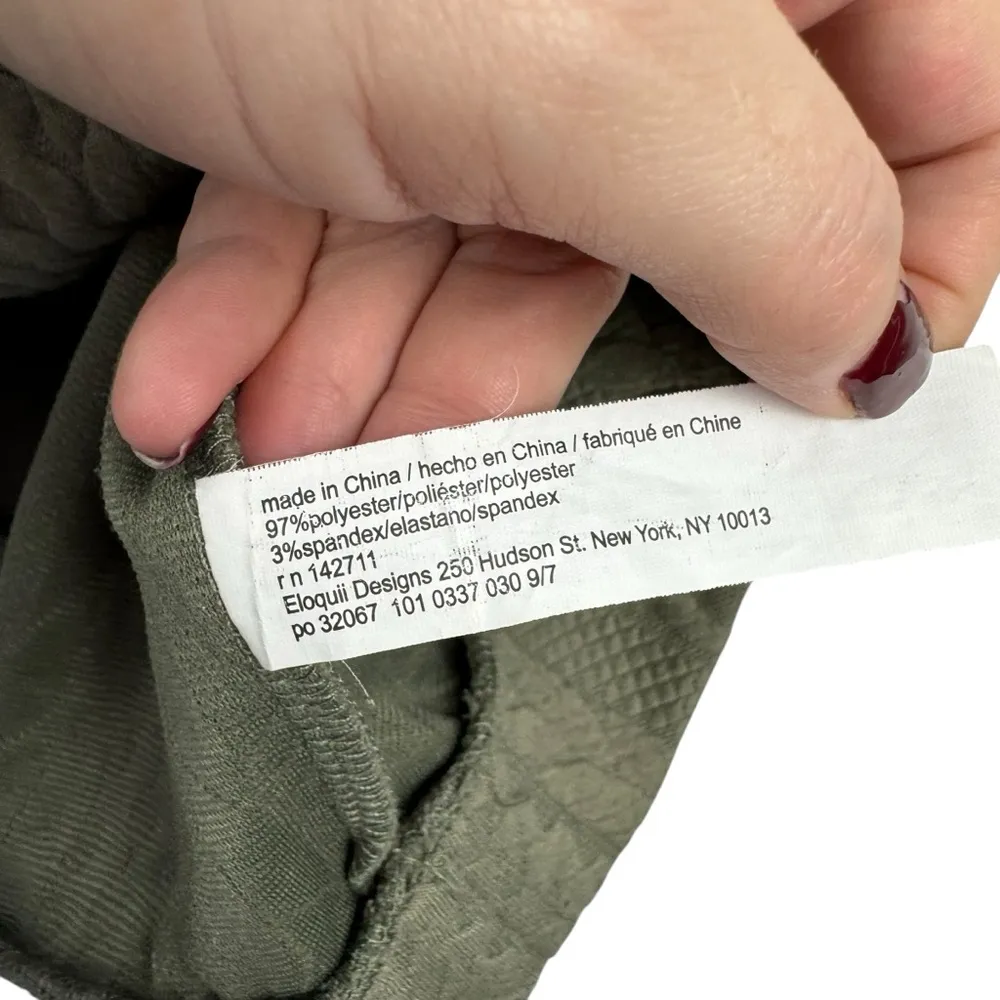 made in China / hecho en China / fabriqué en Chine
97%polyester/poliéster/polyester
3%spandex/elastano/spandex
rn 142711
Eloquii Designs 250 Hudson St. New York, NY 10013
po 32067 101 0337 030 9/7